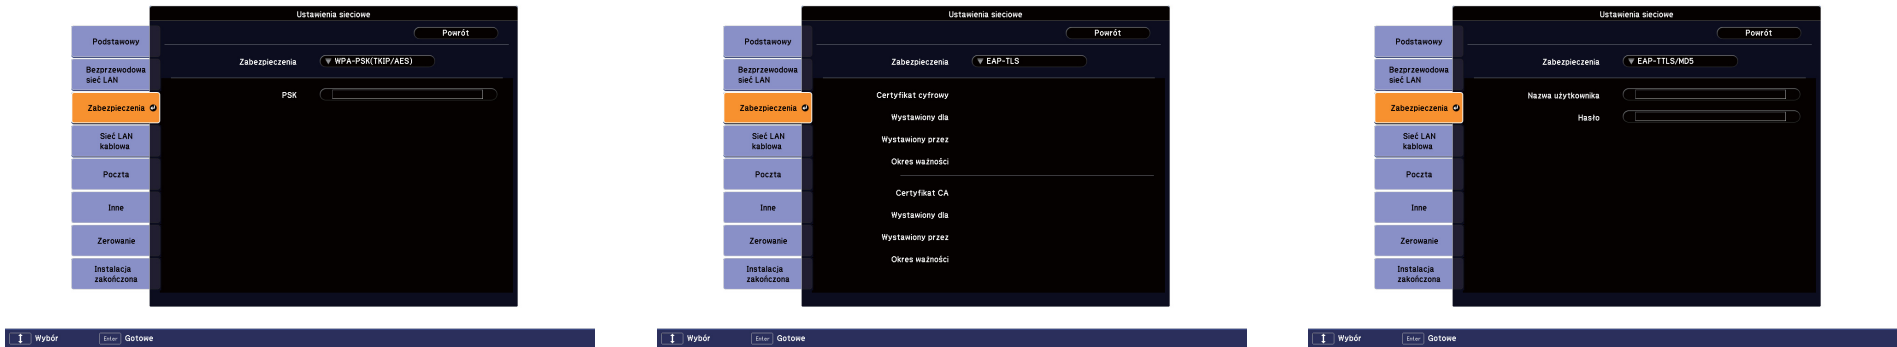 Ustawienia sieciowe
Powrót
Podstawowy
Bezprzewodowa
sieć LAN
Zabezpieczenia
Sieć LAN
kablowa
Poczta
Inne
Zerowanie
Instalacja
zakończona
Zabezpieczenia WPA-PSK(TKIP/AES)
PSK
Wybór Enter Gotowe
Ustawienia sieciowe
Powrót
Podstawowy
Bezprzewodowa
sieć LAN
Zabezpieczenia
Sieć LAN
kablowa
Poczta
Inne
Zerowanie
Instalacja
zakończona
Zabezpieczenia EAP-TLS
Certyfikat cyfrowy
Wystawiony dla
Wystawiony przez
Okres ważności
Certyfikat CA
Wystawiony dla
Wystawiony przez
Okres ważności
Wybór Enter Gotowe
Ustawienia sieciowe
Powrót
Podstawowy
Bezprzewodowa
sieć LAN
Zabezpieczenia
Sieć LAN
kablowa
Poczta
Inne
Zerowanie
Instalacja
zakończona
Zabezpieczenia EAP-TTLS/MD5
Nazwa użytkownika
Hasło
Wybór Enter Gotowe